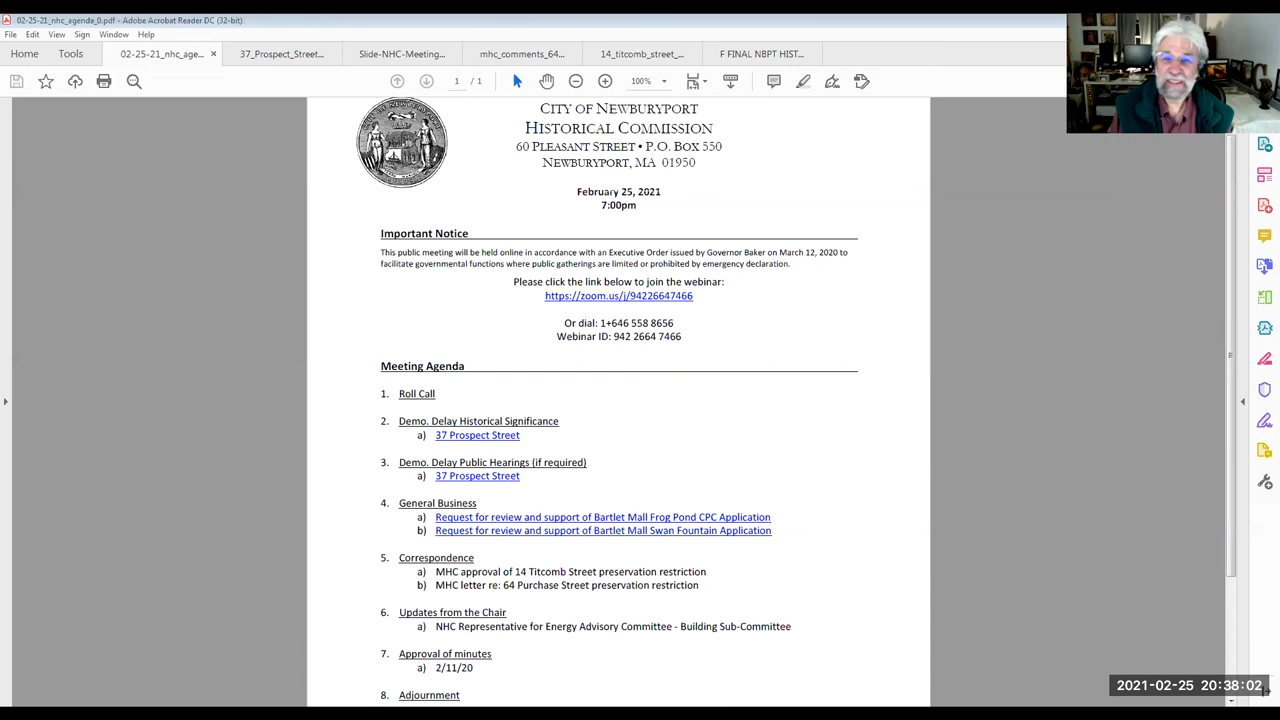 02-25-21_nhc_agenda_0.pdf - Adobe Acrobat Reader DC (32-bit)
File Edit View Sign Window Help
Home Tools 02-25-21_nhc_age... × 37_Prospect_Street... Slide-NHC-Meeting... mhc_comments_64... 14_titcomb_street_... F FINAL NBPT HIST...
1 / 1 100%
CITY OF NEWBURYPORT
HISTORICAL COMMISSION
60 PLEASANT STREET • P.O. BOX 550
NEWBURYPORT, MA 01950
February 25, 2021
7:00pm
Important Notice
This public meeting will be held online in accordance with an Executive Order issued by Governor Baker on March 12, 2020 to
facilitate governmental functions where public gatherings are limited or prohibited by emergency declaration.
Please click the link below to join the webinar:
https://zoom.us/j/94226647466
Or dial: 1+646 558 8656
Webinar ID: 942 2664 7466
Meeting Agenda
1. Roll Call
2. Demo. Delay Historical Significance
a) 37 Prospect Street
3. Demo. Delay Public Hearings (if required)
a) 37 Prospect Street
4. General Business
a) Request for review and support of Bartlet Mall Frog Pond CPC Application
b) Request for review and support of Bartlet Mall Swan Fountain Application
5. Correspondence
a) MHC approval of 14 Titcomb Street preservation restriction
b) MHC letter re: 64 Purchase Street preservation restriction
6. Updates from the Chair
a) NHC Representative for Energy Advisory Committee - Building Sub-Committee
7. Approval of minutes
a) 2/11/20
8. Adjournment
2021-02-25 20:38:02